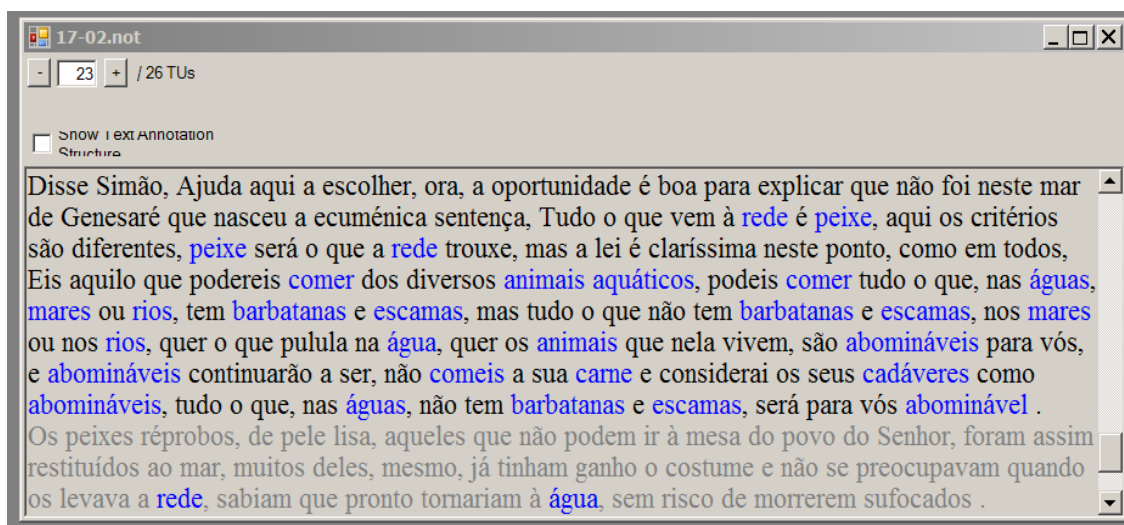 17-02.not
- 23 + / 26 TUs
Show Text Annotation
Structure
Disse Simão, Ajuda aqui a escolher, ora, a oportunidade é boa para explicar que não foi neste mar
de Genesaré que nasceu a ecuménica sentença, Tudo o que vem à rede é peixe, aqui os critérios
são diferentes, peixe será o que a rede trouxe, mas a lei é claríssima neste ponto, como em todos,
Eis aquilo que podereis comer dos diversos animais aquáticos, podeis comer tudo o que, nas águas,
mares ou rios, tem barbatanas e escamas, mas tudo o que não tem barbatanas e escamas, nos mares
ou nos rios, quer o que pulula na água, quer os animais que nela vivem, são abomináveis para vós,
e abomináveis continuarão a ser, não comeis a sua carne e considerai os seus cadáveres como
abomináveis, tudo o que, nas águas, não tem barbatanas e escamas, será para vós abominável .
Os peixes réprobos, de pele lisa, aqueles que não podem ir à mesa do povo do Senhor, foram assim
restituídos ao mar, muitos deles, mesmo, já tinham ganho o costume e não se preocupavam quando
os levava a rede, sabiam que pronto tornariam à água, sem risco de morrerem sufocados .